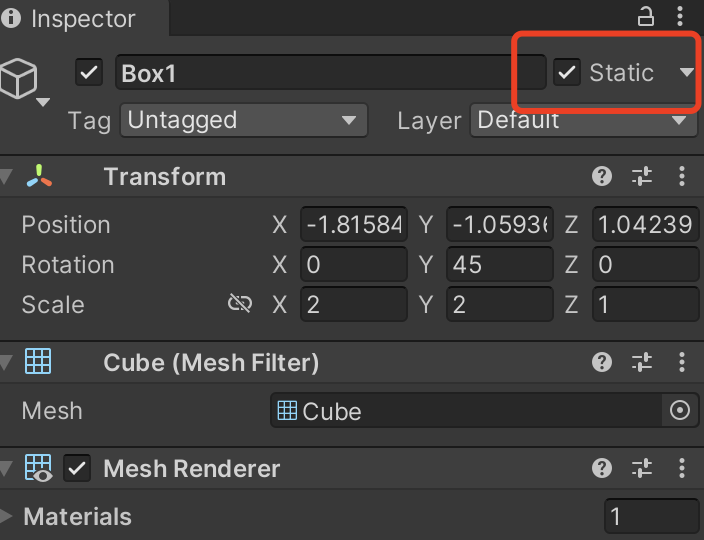 Inspector
Box1 Static
Tag Untagged Layer Default
Transform
Position X -1.81584 Y -1.0593 Z 1.04239
Rotation X 0 Y 45 Z 0
Scale X 2 Y 2 Z 1
Cube (Mesh Filter)
Mesh Cube
Mesh Renderer
Materials 1